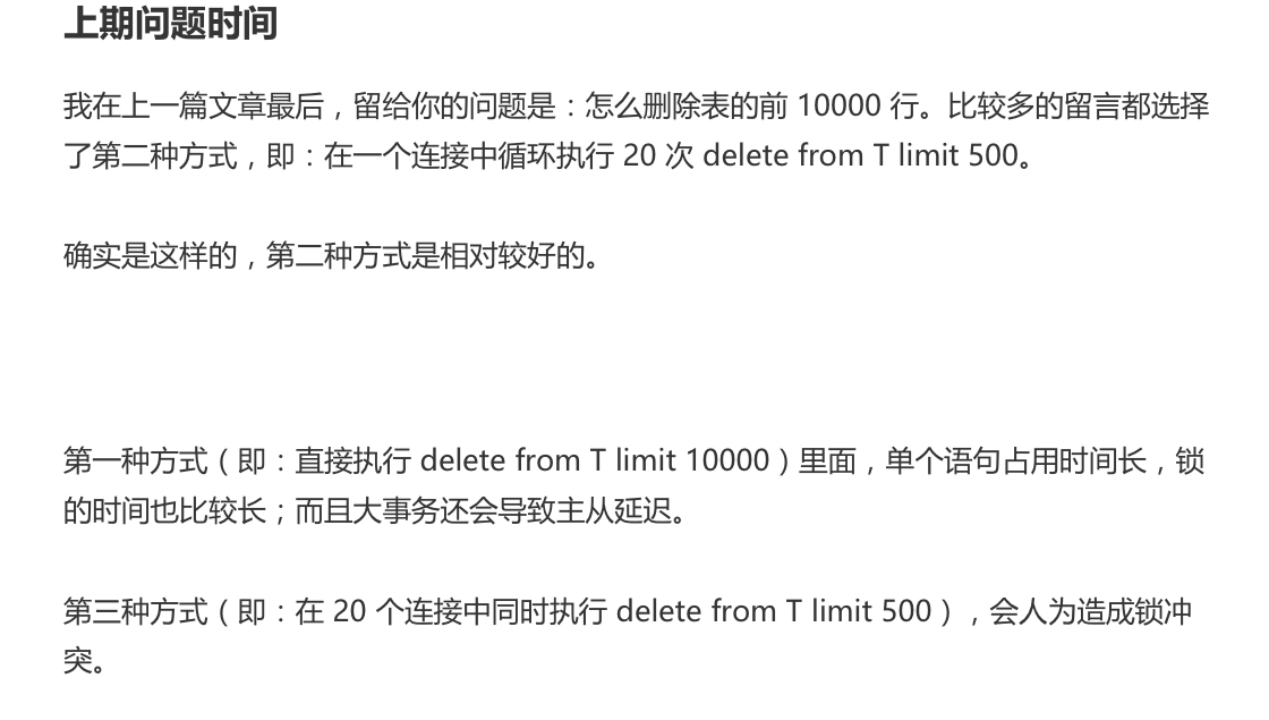 上期问题时间
我在上一篇文章最后，留给你的问题是：怎么删除表的前 10000 行。比较多的留言都选择
了第二种方式，即：在一个连接中循环执行 20 次 delete from T limit 500。
确实是这样的，第二种方式是相对较好的。
第一种方式（即：直接执行 delete from T limit 10000）里面，单个语句占用时间长，锁
的时间也比较长；而且大事务还会导致主从延迟。
第三种方式（即：在 20 个连接中同时执行 delete from T limit 500），会人为造成锁冲
突。